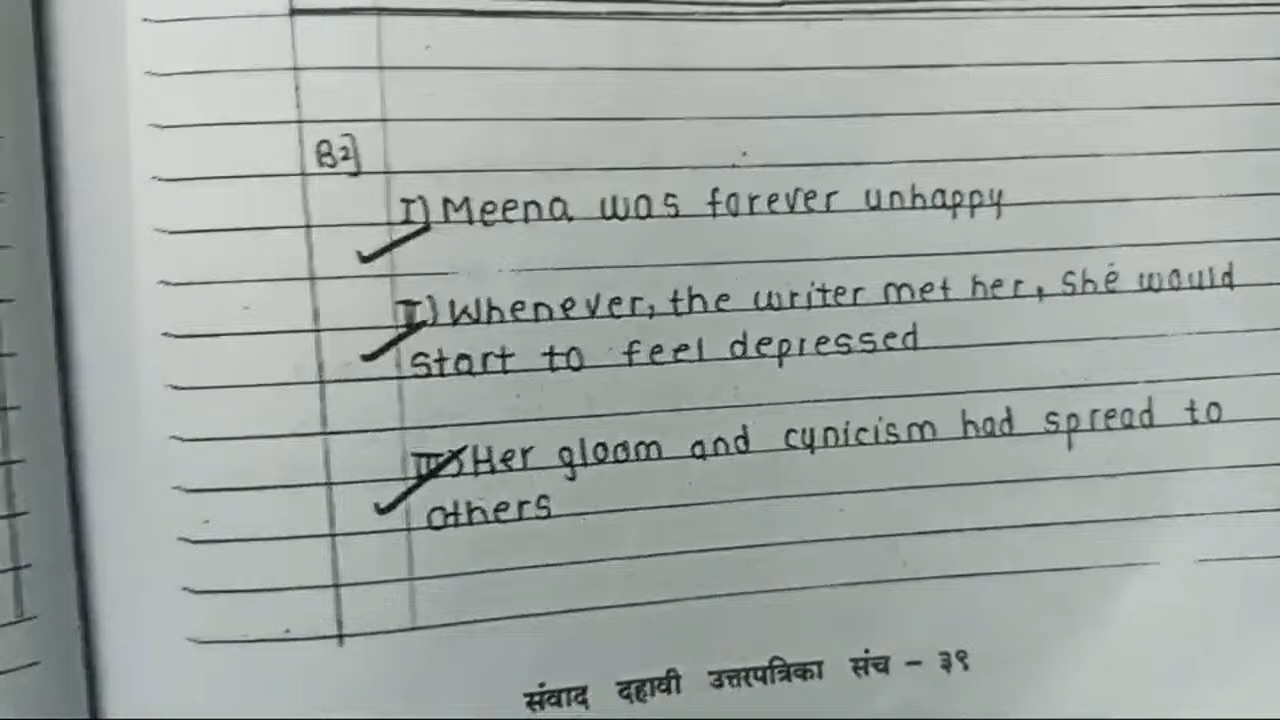 B2]
I) Meena was forever unhappy
II) Whenever, the writer met her, she would
start to feel depressed
III) Her gloom and cynicism had spread to
others
संवाद दहावी उत्तरपत्रिका संच - ३९